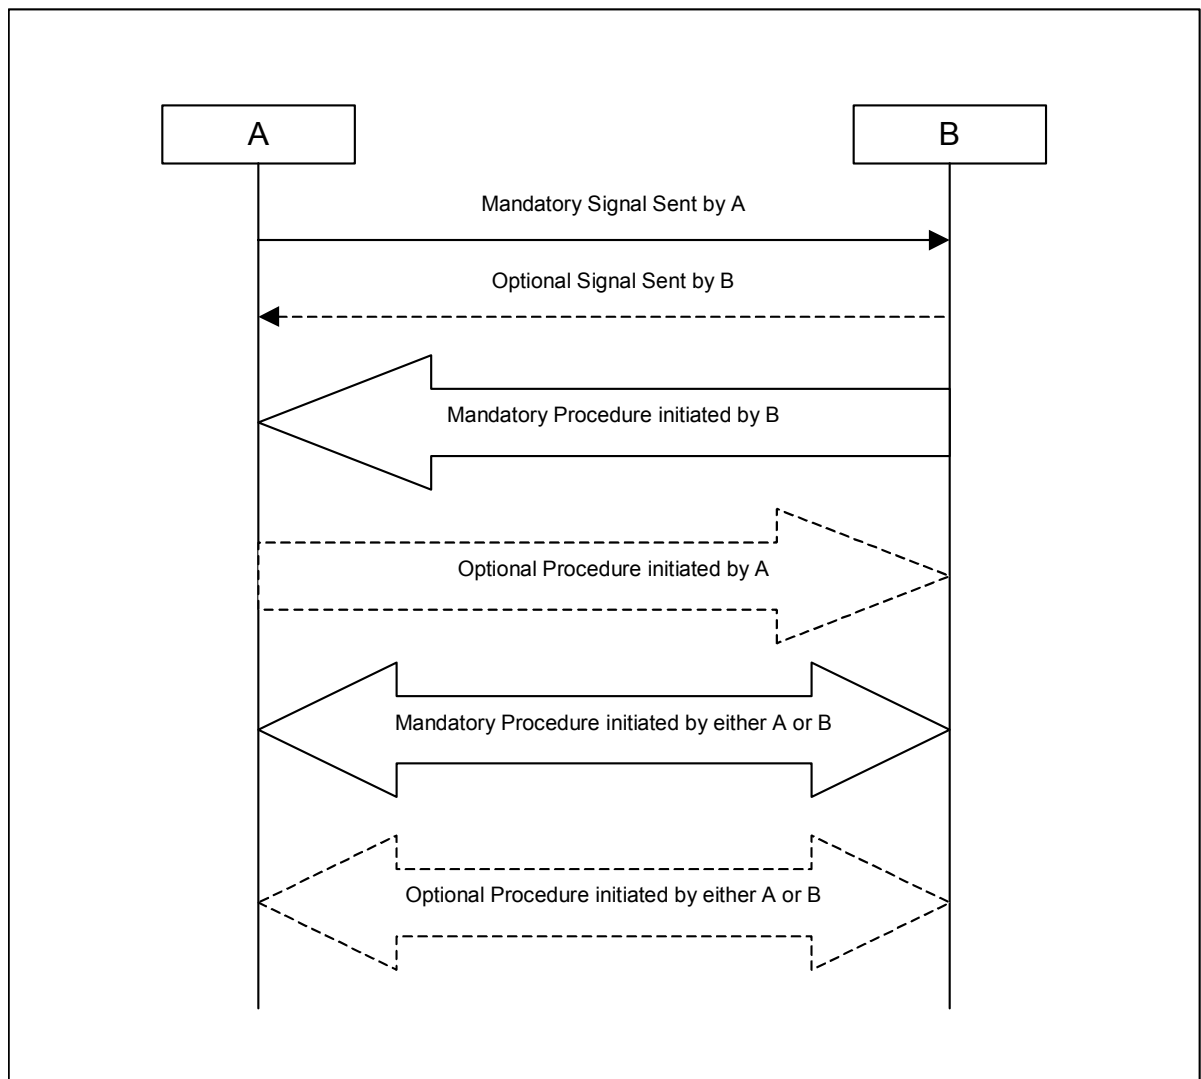 A
B
Mandatory Signal Sent by A
Optional Signal Sent by B
Mandatory Procedure initiated by B
Optional Procedure initiated by A
Mandatory Procedure initiated by either A or B
Optional Procedure initiated by either A or B